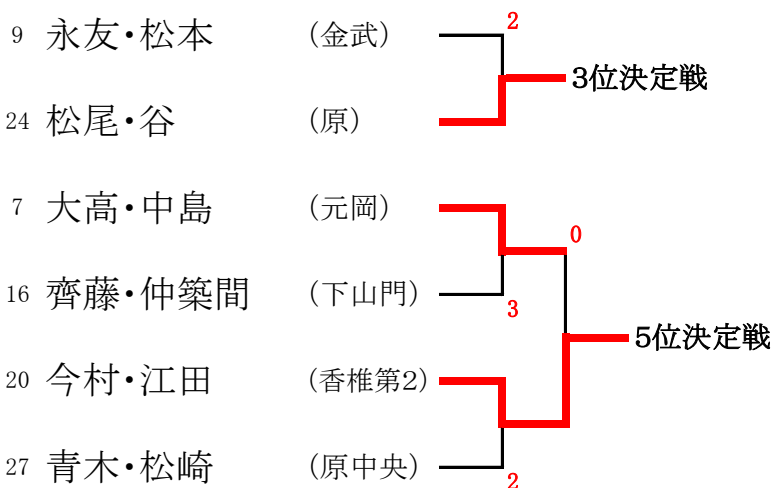 9 永友・松本 (金武) 2
3位決定戦
24 松尾・谷 (原)
7 大高・中島 (元岡)
0
16 齊藤・仲築間 (下山門) 3
5位決定戦
20 今村・江田 (香椎第2)
27 青木・松崎 (原中央) 2